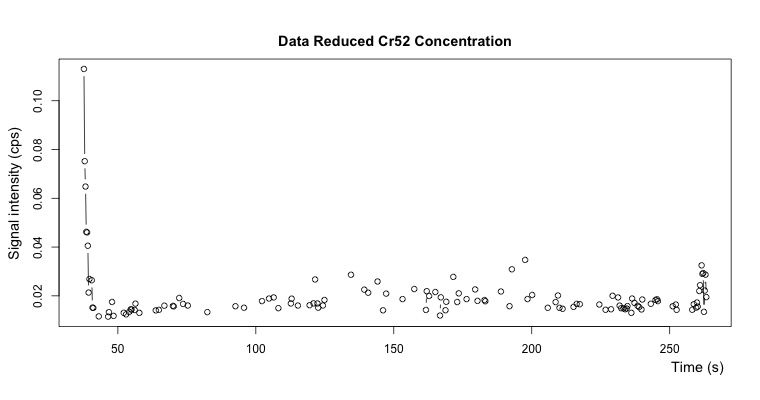 Data Reduced Cr52 Concentration
Signal intensity (cps)
0.10
0.08
0.06
0.04
0.02
50 100 150 200 250
Time (s)